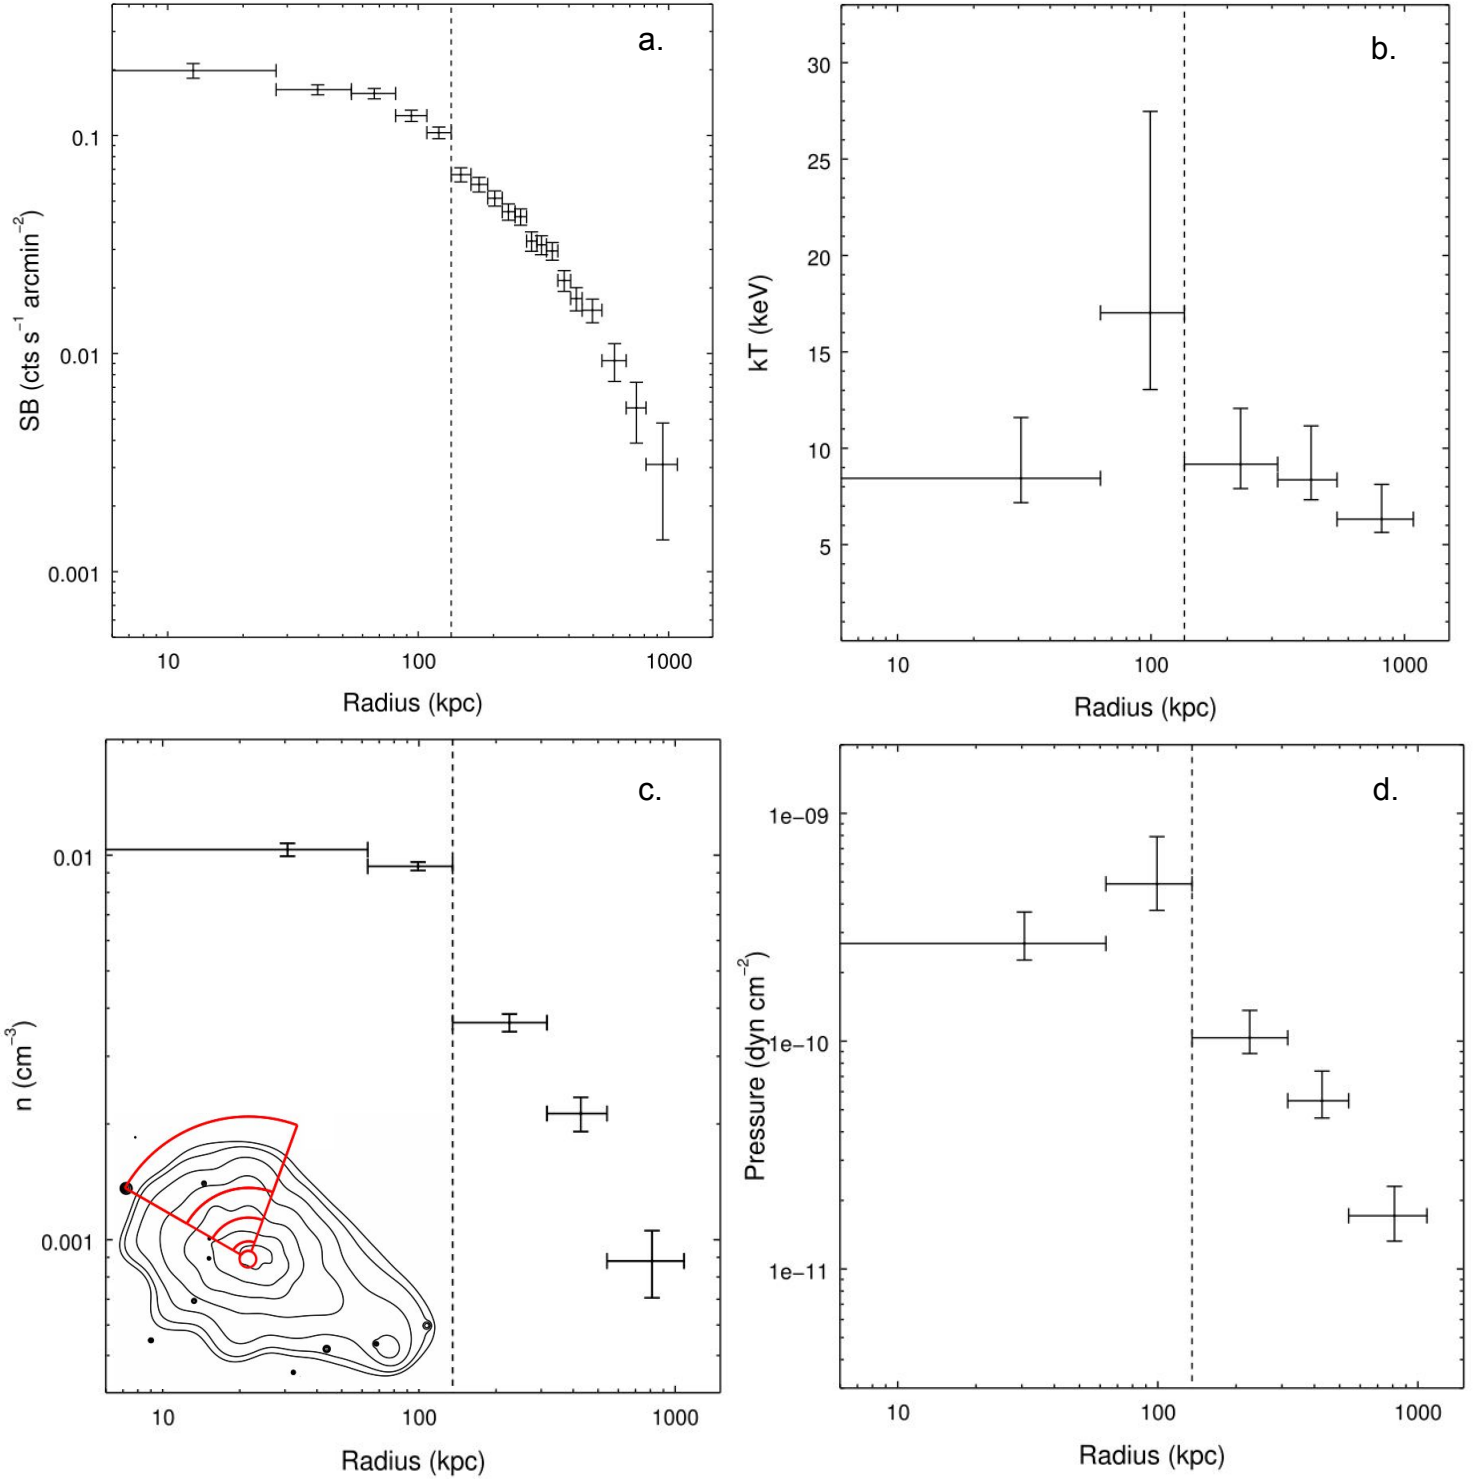 a.
0.1
0.01
0.001
SB (cts s⁻¹ arcmin⁻²)
10 100 1000
Radius (kpc)
b.
30
25
20
15
10
5
kT (keV)
10 100 1000
Radius (kpc)
c.
0.01
0.001
n (cm⁻³)
10 100 1000
Radius (kpc)
d.
1e−09
1e−10
1e−11
Pressure (dyn cm⁻²)
10 100 1000
Radius (kpc)